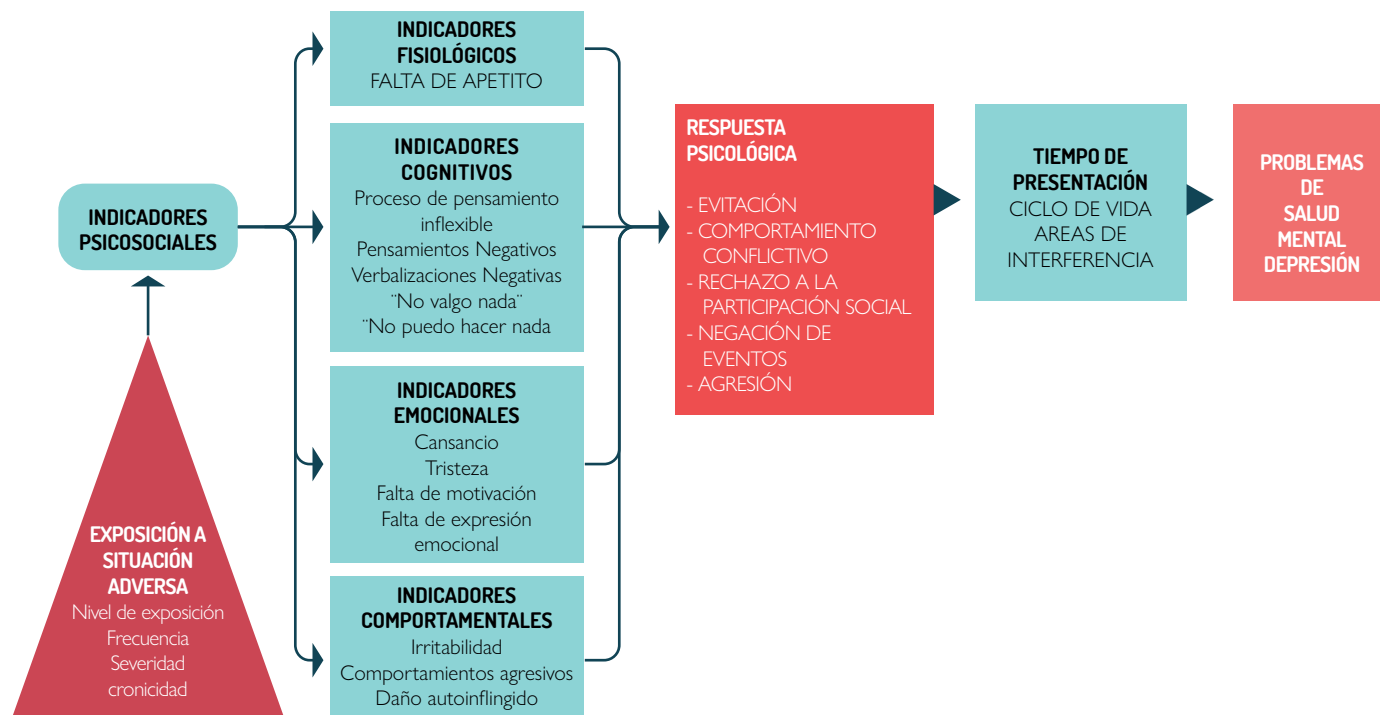 EXPOSICIÓN A
SITUACIÓN
ADVERSA
Nivel de exposición
Frecuencia
Severidad
cronicidad
INDICADORES
PSICOSOCIALES
INDICADORES
FISIOLÓGICOS
FALTA DE APETITO
INDICADORES
COGNITIVOS
Proceso de pensamiento
inflexible
Pensamientos Negativos
Verbalizaciones Negativas
¨No valgo nada¨
¨No puedo hacer nada
INDICADORES
EMOCIONALES
Cansancio
Tristeza
Falta de motivación
Falta de expresión
emocional
INDICADORES
COMPORTAMENTALES
Irritabilidad
Comportamientos agresivos
Daño autoinflingido
RESPUESTA
PSICOLÓGICA
- EVITACIÓN
- COMPORTAMIENTO
CONFLICTIVO
- RECHAZO A LA
PARTICIPACIÓN SOCIAL
- NEGACIÓN DE
EVENTOS
- AGRESIÓN
TIEMPO DE
PRESENTACIÓN
CICLO DE VIDA
AREAS DE
INTERFERENCIA
PROBLEMAS
DE
SALUD
MENTAL
DEPRESIÓN